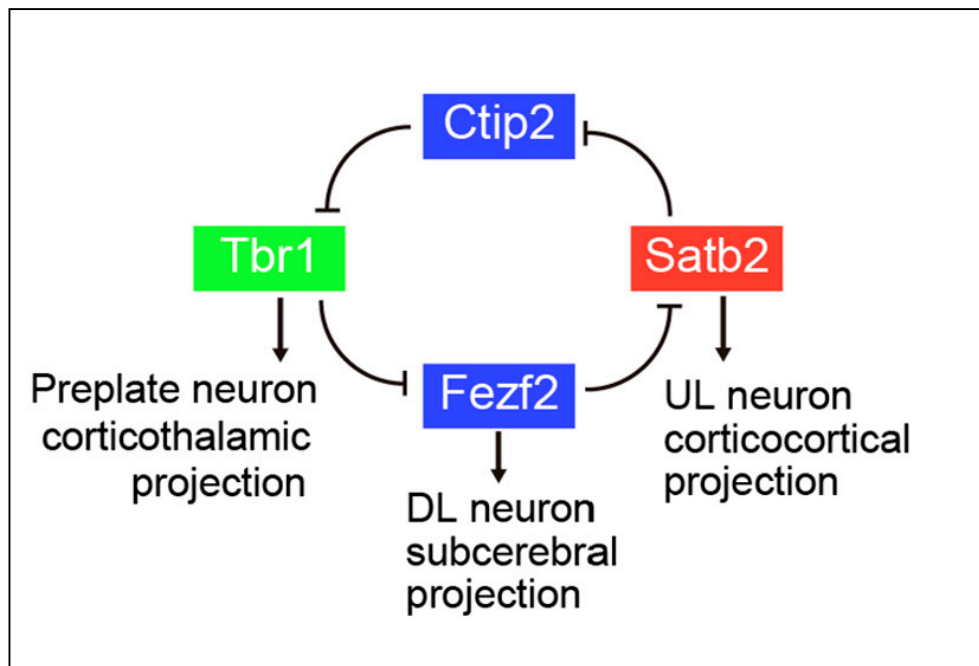 Ctip2
Tbr1
Satb2
Fezf2
Preplate neuron
corticothalamic
projection
DL neuron
subcerebral
projection
UL neuron
corticocortical
projection